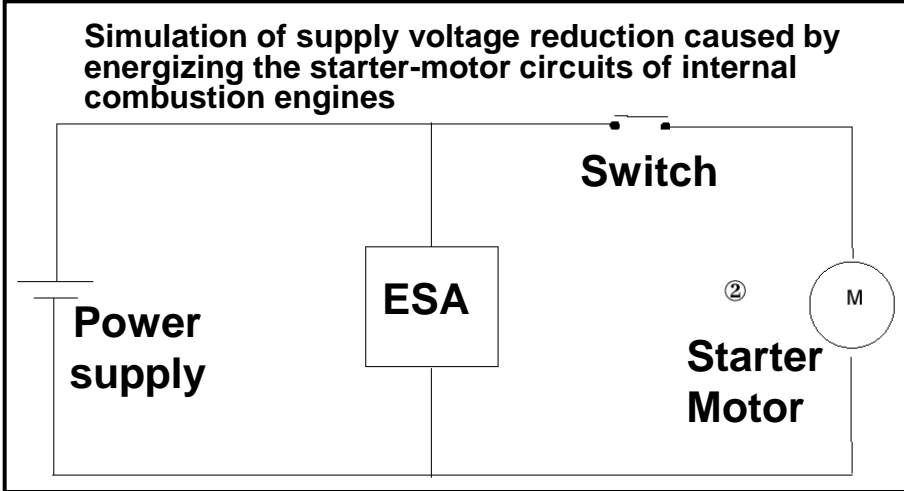 Simulation of supply voltage reduction caused by
energizing the starter-motor circuits of internal
combustion engines
Switch
ESA
②
M
Power
supply
Starter
Motor